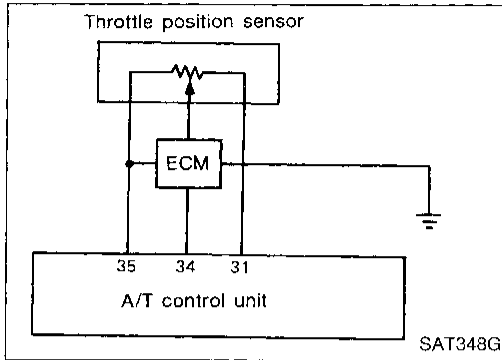 Throttle position sensor
ECM
35 34 31
A/T control unit
SAT348G